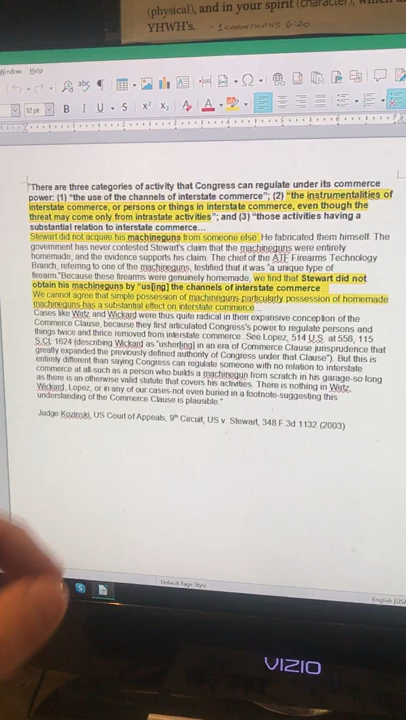 (physical), and in your spirit (character), which
YHWH's. - 1 CORINTHIANS 6:20
Window Help
12 pt
"There are three categories of activity that Congress can regulate under its commerce
power: (1) "the use of the channels of interstate commerce"; (2) "the instrumentalities of
interstate commerce, or persons or things in interstate commerce, even though the
threat may come only from intrastate activities"; and (3) "those activities having a
substantial relation to interstate commerce...
Stewart did not acquire his machineguns from someone else. He fabricated them himself. The
government has never contested Stewart's claim that the machineguns were entirely
homemade, and the evidence supports his claim. The chief of the ATF Firearms Technology
Branch, referring to one of the machineguns, testified that it was "a unique type of
firearm."Because these firearms were genuinely homemade, we find that Stewart did not
obtain his machineguns by "us[ing] the channels of interstate commerce...
We cannot agree that simple possession of machineguns-particularly possession of homemade
machineguns-has a substantial effect on interstate commerce...
Cases like Wirtz and Wickard were thus quite radical in their expansive conception of the
Commerce Clause, because they first articulated Congress's power to regulate persons and
things twice and thrice removed from interstate commerce. See Lopez, 514 U.S. at 556, 115
S.Ct. 1624 (describing Wickard as "usher[ing] in an era of Commerce Clause jurisprudence that
greatly expanded the previously defined authority of Congress under that Clause"). But this is
entirely different than saying Congress can regulate someone with no relation to interstate
commerce at all-such as a person who builds a machinegun from scratch in his garage-so long
as there is an otherwise valid statute that covers his activities. There is nothing in Wirtz,
Wickard, Lopez, or in any of our cases-not even buried in a footnote-suggesting this
understanding of the Commerce Clause is plausible."
Judge Kozinski, US Court of Appeals, 9th Circuit, US v. Stewart, 348 F.3d 1132 (2003)
Default Page Style
English (USA
VIZIO